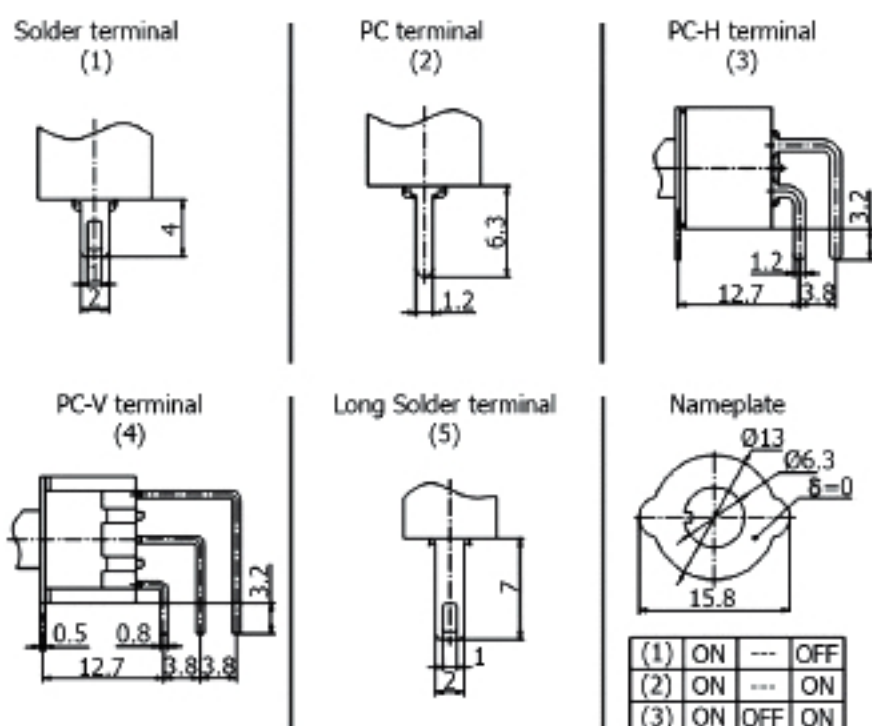 Solder terminal
(1)
4
1
2
PC terminal
(2)
6.3
1.2
PC-H terminal
(3)
3.2
1.2
12.7
3.8
PC-V terminal
(4)
3.2
0.5
0.8
12.7
3.8
3.8
Long Solder terminal
(5)
7
1
2
Nameplate
Ø13
Ø6.3
δ=0
15.8
(1) ON --- OFF
(2) ON --- ON
(3) ON OFF ON